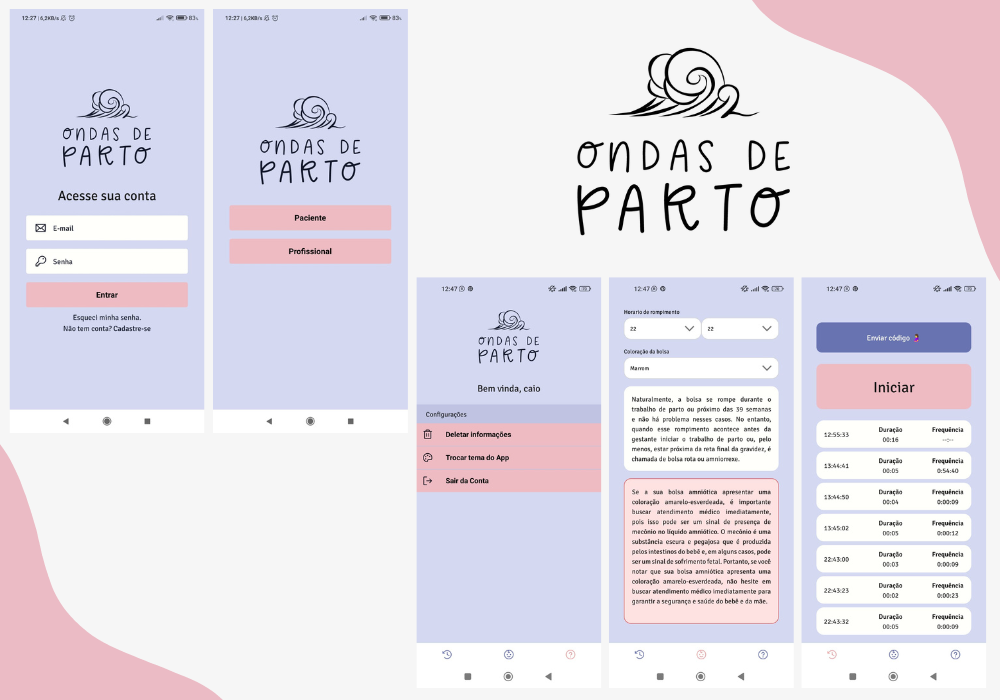 12:27 | 6,2KB/s
83
ONDAS DE
PARTO
Acesse sua conta
E-mail
Senha
Entrar
Esqueci minha senha.
Não tem conta? Cadastre-se
12:27 | 6,2KB/s
83
ONDAS DE
PARTO
Paciente
Profissional
ONDAS DE
PARTO
12:47
ONDAS DE
PARTO
Bem vinda, caio
Configurações
Deletar informações
Trocar tema do App
Sair da Conta
12:47
Horario de rompimento
22
22
Coloração da bolsa
Marrom
Naturalmente, a bolsa se rompe durante o
trabalho de parto ou próximo das 39 semanas
e não há problema nesses casos. No entanto,
quando esse rompimento acontece antes da
gestante iniciar o trabalho de parto ou, pelo
menos, estar próxima da reta final da gravidez, é
chamada de bolsa rota ou amniorrexe.
Se a sua bolsa amniótica apresentar uma
coloração amarelo-esverdeada, é importante
buscar atendimento médico imediatamente,
pois isso pode ser um sinal de presença de
mecônio no líquido amniótico. O mecônio é uma
substância escura e pegajosa que é produzida
pelos intestinos do bebê e, em alguns casos, pode
ser um sinal de sofrimento fetal. Portanto, se você
notar que sua bolsa amniótica apresenta uma
coloração amarelo-esverdeada, não hesite em
buscar atendimento médico imediatamente para
garantir a segurança e saúde do bebê e da mãe.
12:47
Enviar código
Iniciar
12:55:33 Duração 00:16 Frequência --:--
13:44:41 Duração 00:05 Frequência 0:54:40
13:44:50 Duração 00:04 Frequência 0:00:09
13:45:02 Duração 00:05 Frequência 0:00:12
22:43:00 Duração 00:03 Frequência 0:00:09
22:43:23 Duração 00:02 Frequência 0:00:23
22:43:32 Duração 00:05 Frequência 0:00:09